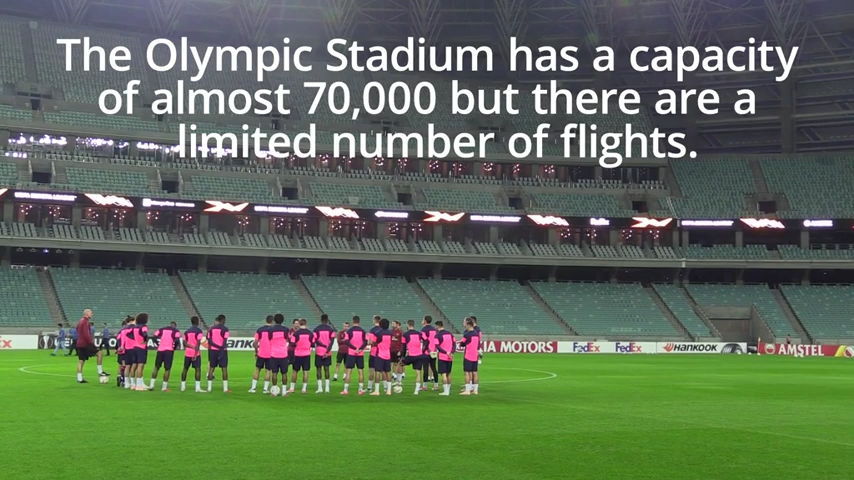 The Olympic Stadium has a capacity
of almost 70,000 but there are a
limited number of flights.
MOTORS
FedEx
FedEx
HANKOOK
AMSTEL